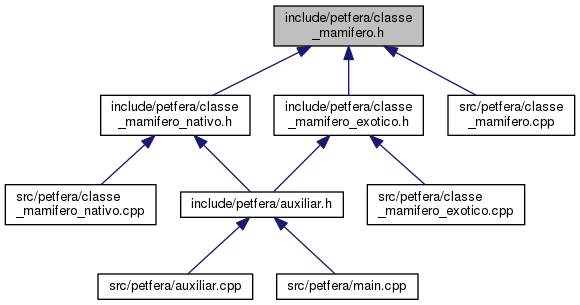 include/petfera/classe
_mamifero.h
include/petfera/classe
_mamifero_nativo.h
include/petfera/classe
_mamifero_exotico.h
src/petfera/classe
_mamifero.cpp
src/petfera/classe
_mamifero_nativo.cpp
include/petfera/auxiliar.h
src/petfera/classe
_mamifero_exotico.cpp
src/petfera/auxiliar.cpp
src/petfera/main.cpp